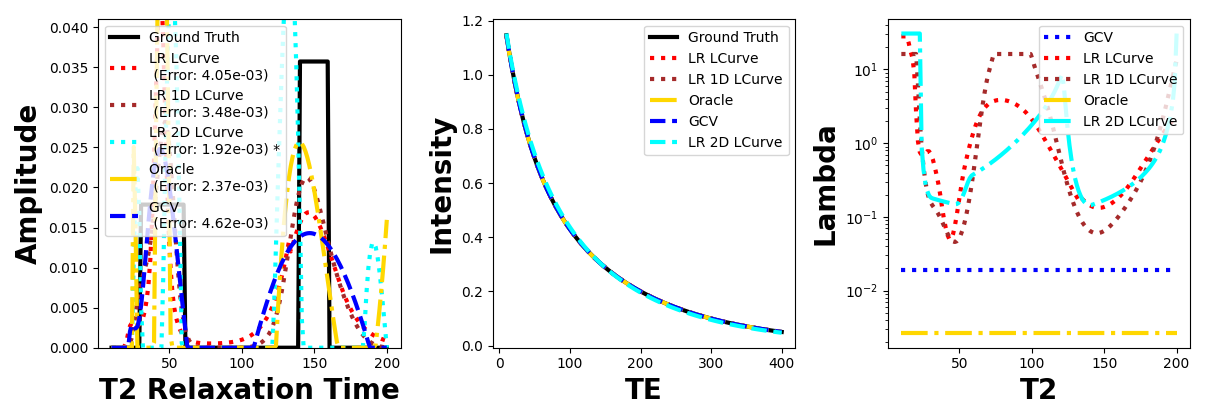 0.040
0.035
0.030
0.025
0.020
0.015
0.010
0.005
0.000
Amplitude
Ground Truth
LR LCurve
(Error: 4.05e-03)
LR 1D LCurve
(Error: 3.48e-03)
LR 2D LCurve
(Error: 1.92e-03) *
Oracle
(Error: 2.37e-03)
GCV
(Error: 4.62e-03)
50 100 150 200
T2 Relaxation Time
1.2
1.0
0.8
0.6
0.4
0.2
0.0
Intensity
Ground Truth
LR LCurve
LR 1D LCurve
Oracle
GCV
LR 2D LCurve
0 100 200 300 400
TE
10¹
10⁰
10⁻¹
10⁻²
Lambda
GCV
LR LCurve
LR 1D LCurve
Oracle
LR 2D LCurve
50 100 150 200
T2